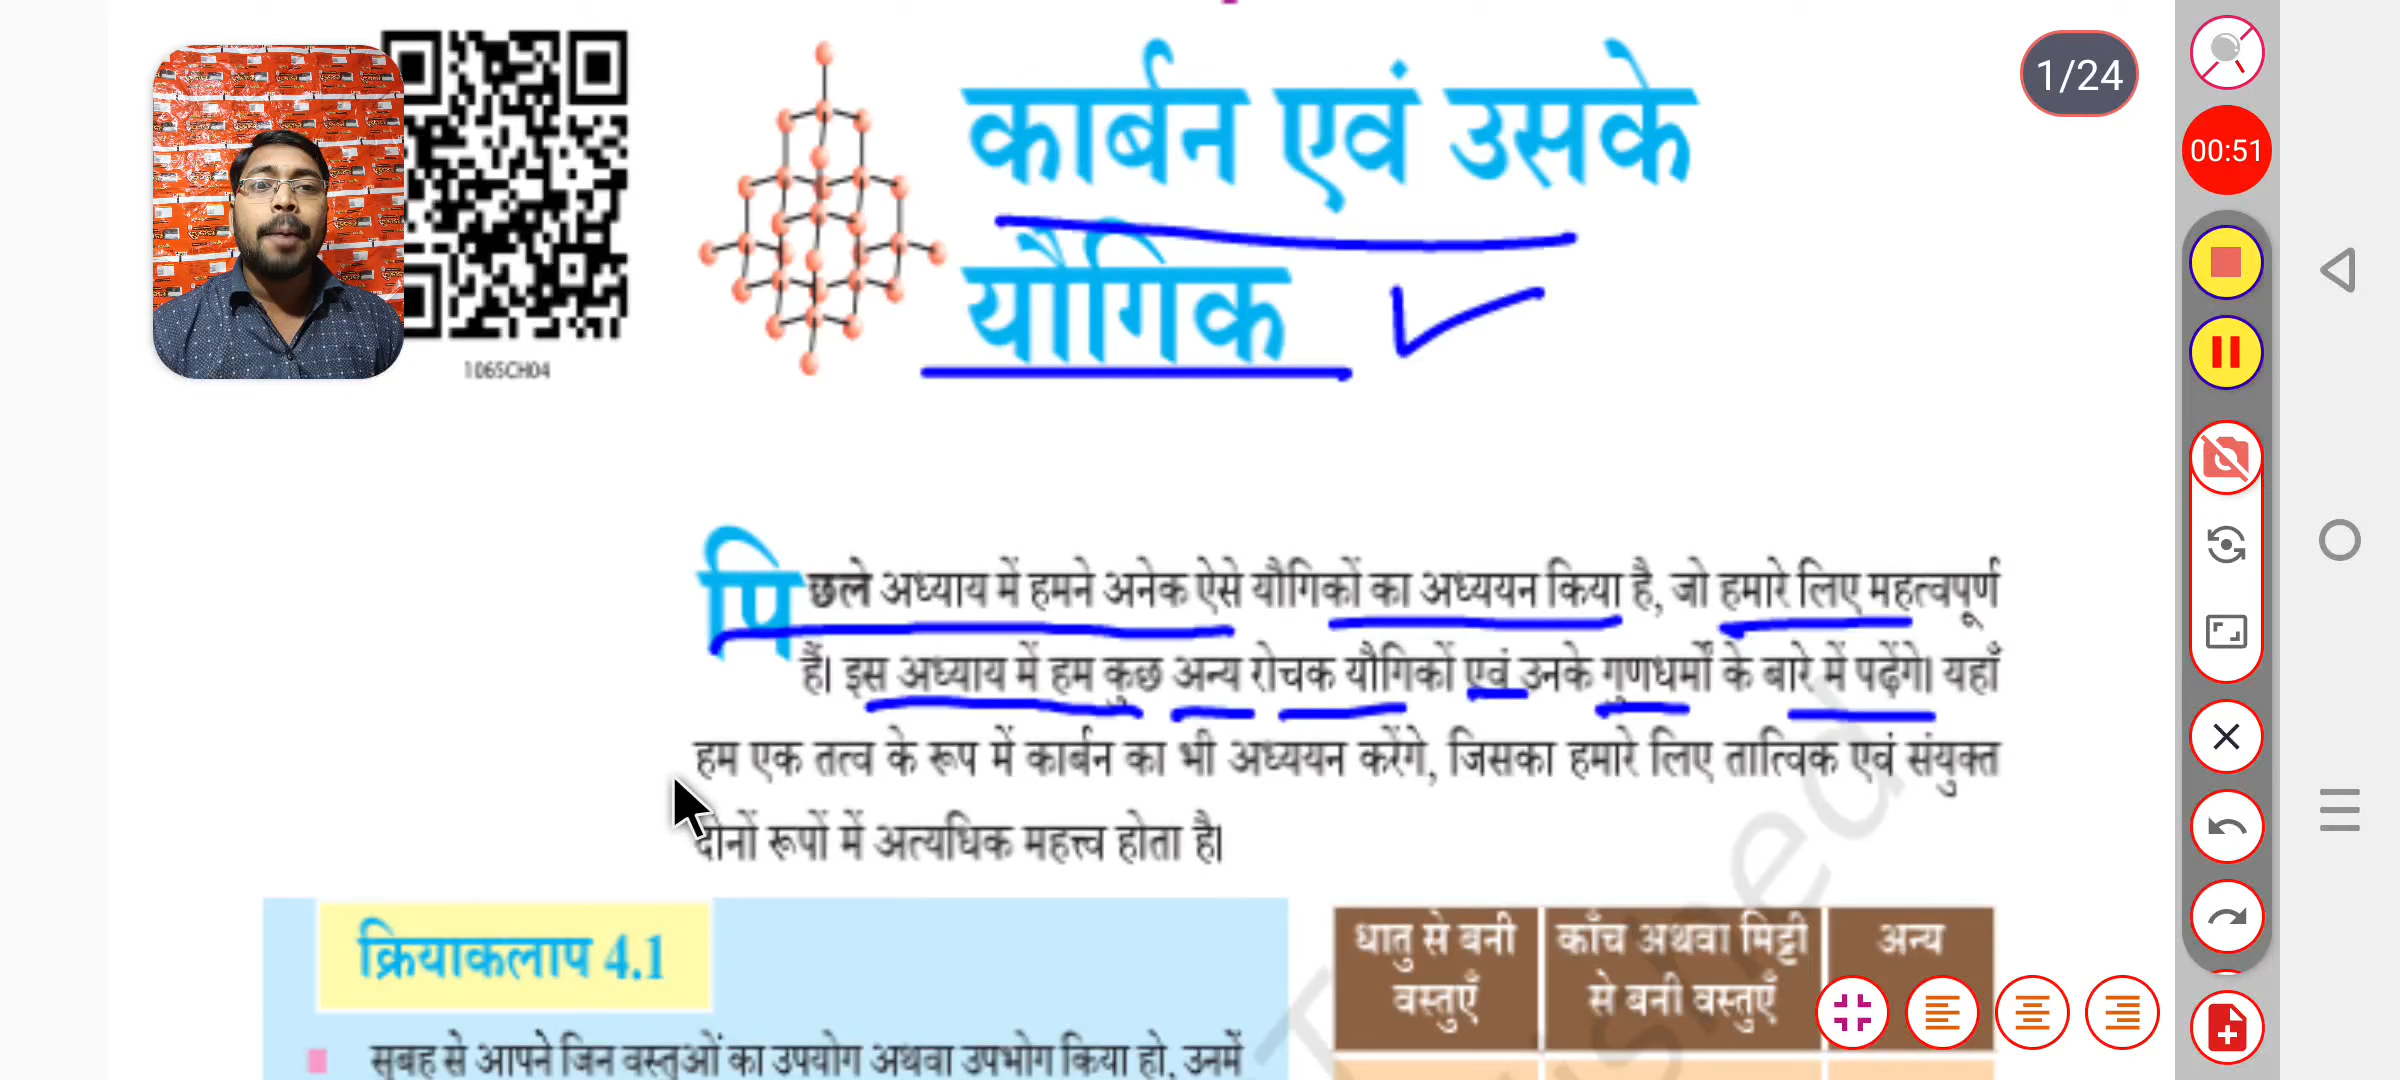 1/24
00:51
कार्बन एवं उसके
यौगिक
1065CH04
पिछले अध्याय में हमने अनेक ऐसे यौगिकों का अध्ययन किया है, जो हमारे लिए महत्वपूर्ण
हैं। इस अध्याय में हम कुछ अन्य रोचक यौगिकों एवं उनके गुणधर्मों के बारे में पढ़ेंगे। यहाँ
हम एक तत्व के रूप में कार्बन का भी अध्ययन करेंगे, जिसका हमारे लिए तात्त्विक एवं संयुक्त
दोनों रूपों में अत्यधिक महत्त्व होता है।
क्रियाकलाप 4.1
सुबह से आपने जिन वस्तुओं का उपयोग अथवा उपभोग किया हो, उनमें
धातु से बनी
वस्तुएँ
काँच अथवा मिट्टी
से बनी वस्तुएँ
अन्य